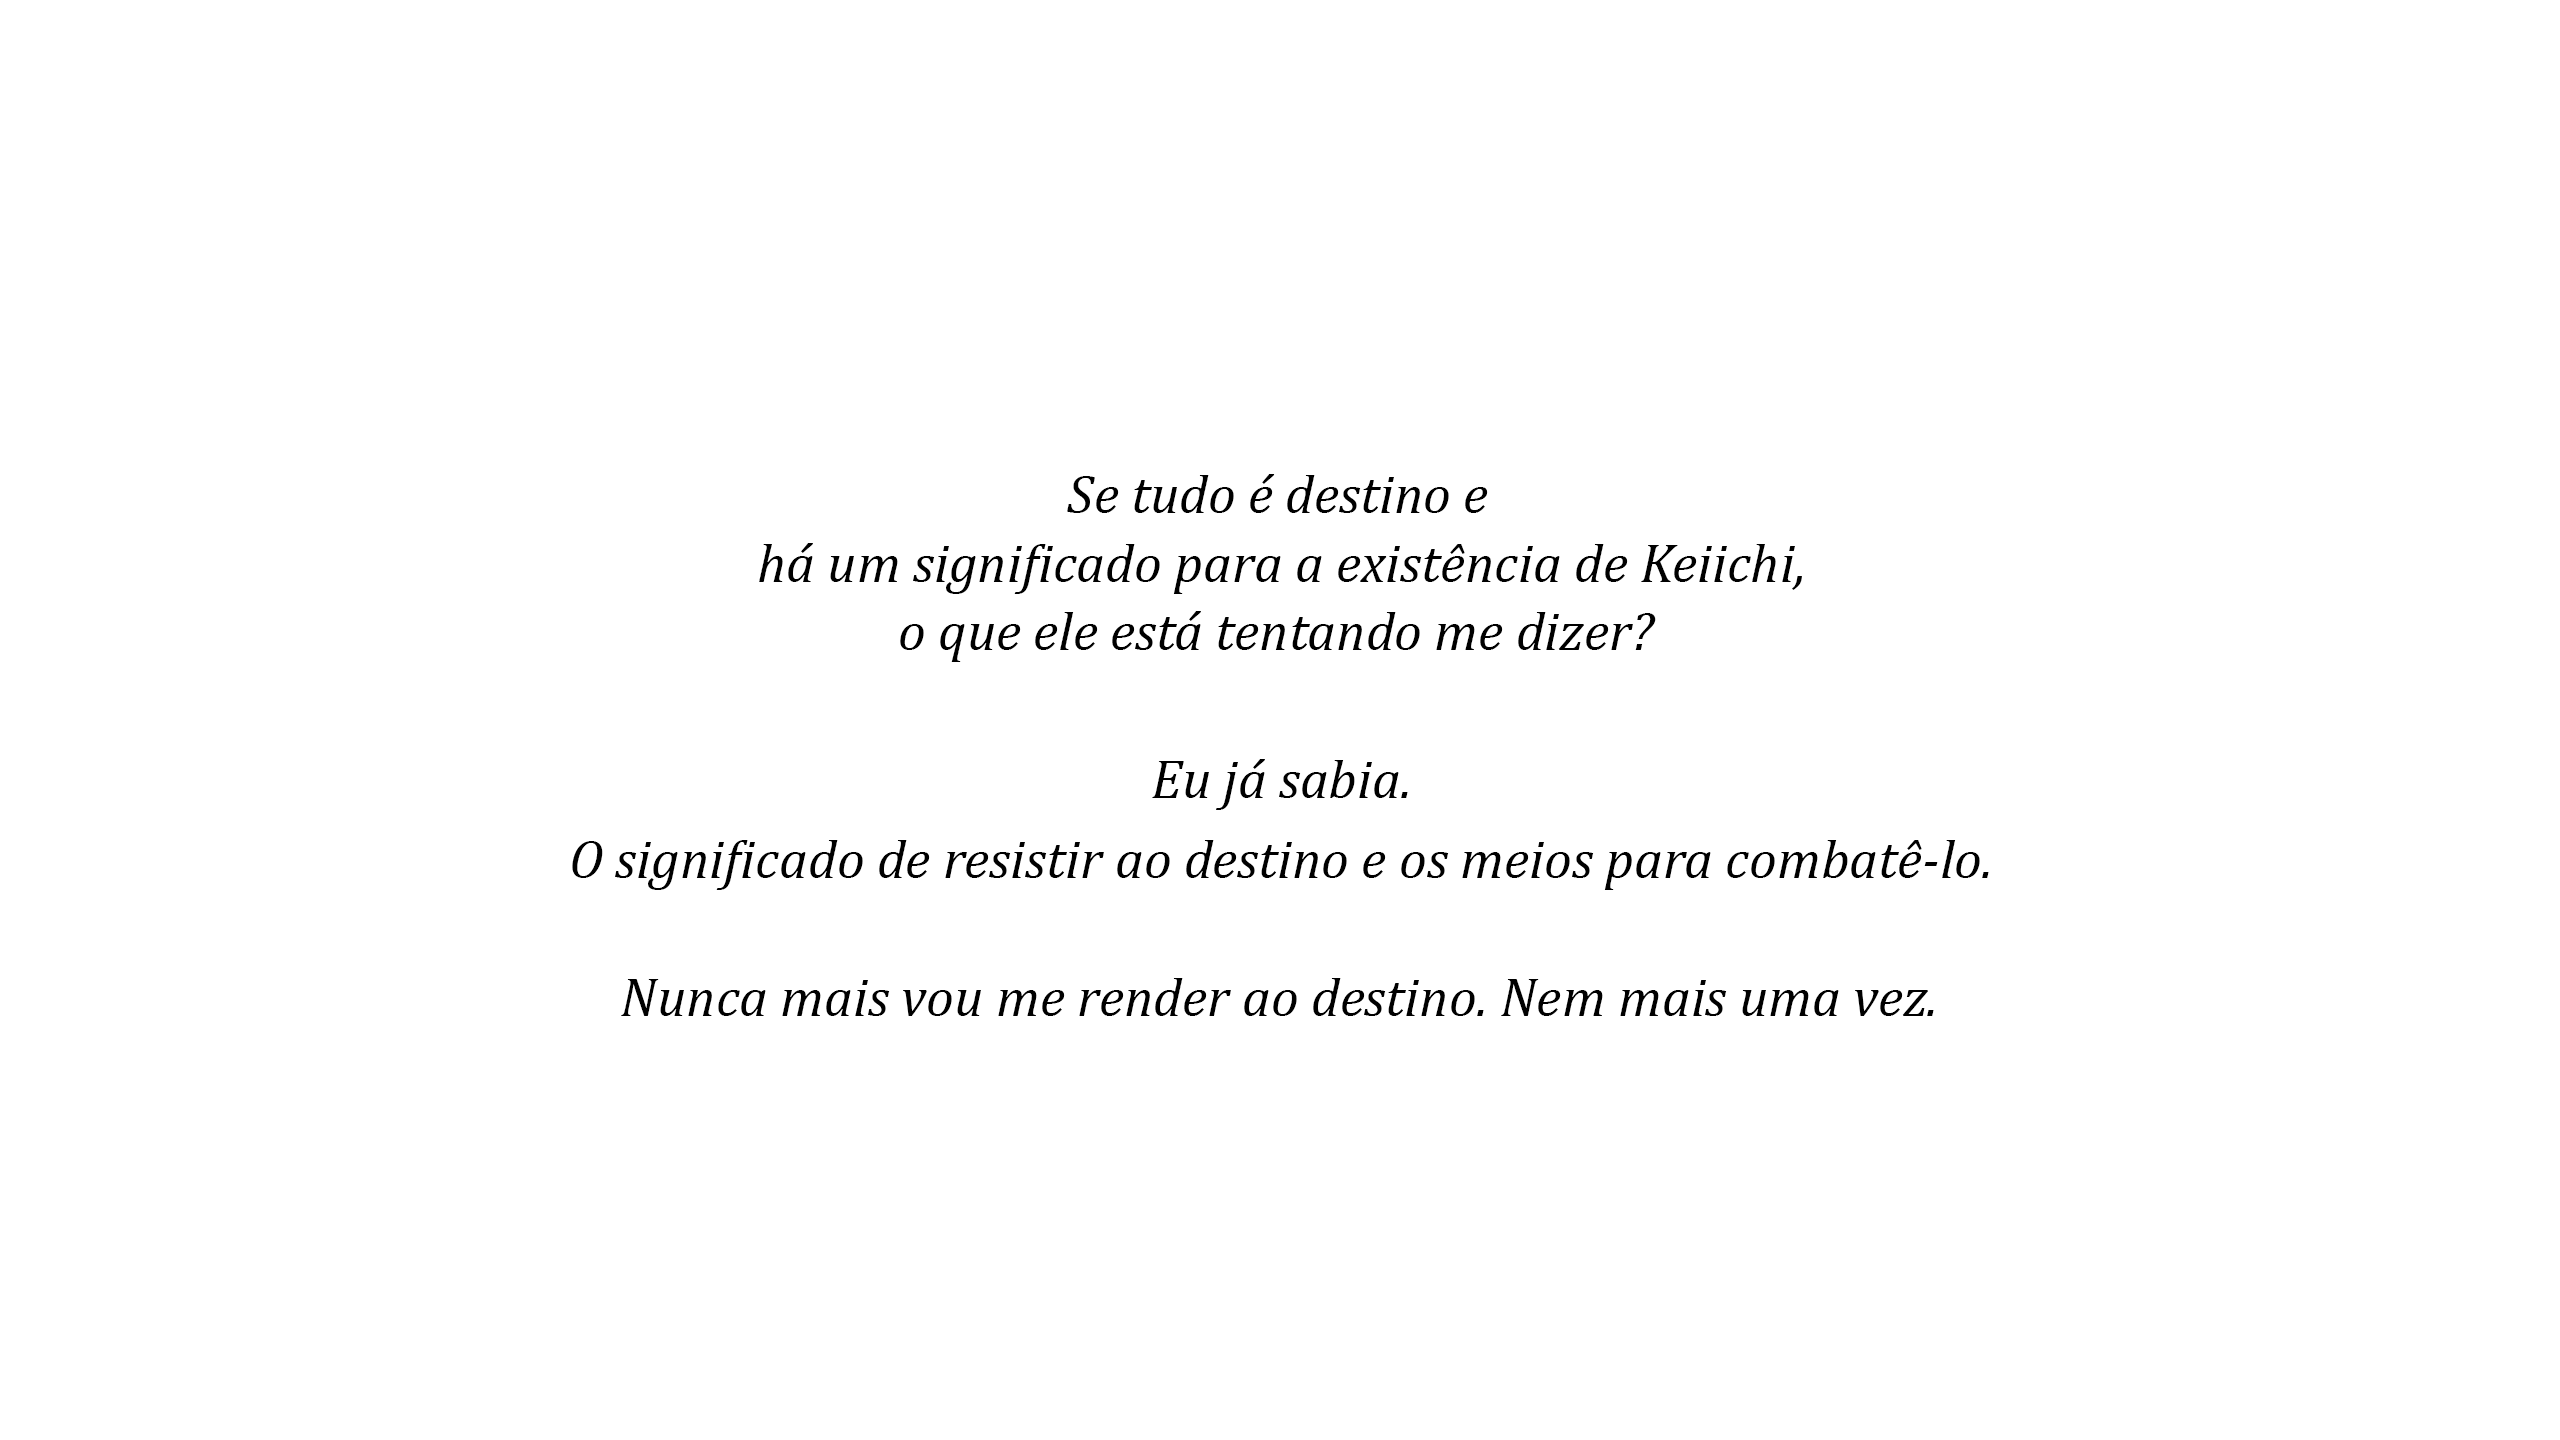 Se tudo é destino e
há um significado para a existência de Keiichi,
o que ele está tentando me dizer?
Eu já sabia.
O significado de resistir ao destino e os meios para combatê-lo.
Nunca mais vou me render ao destino. Nem mais uma vez.